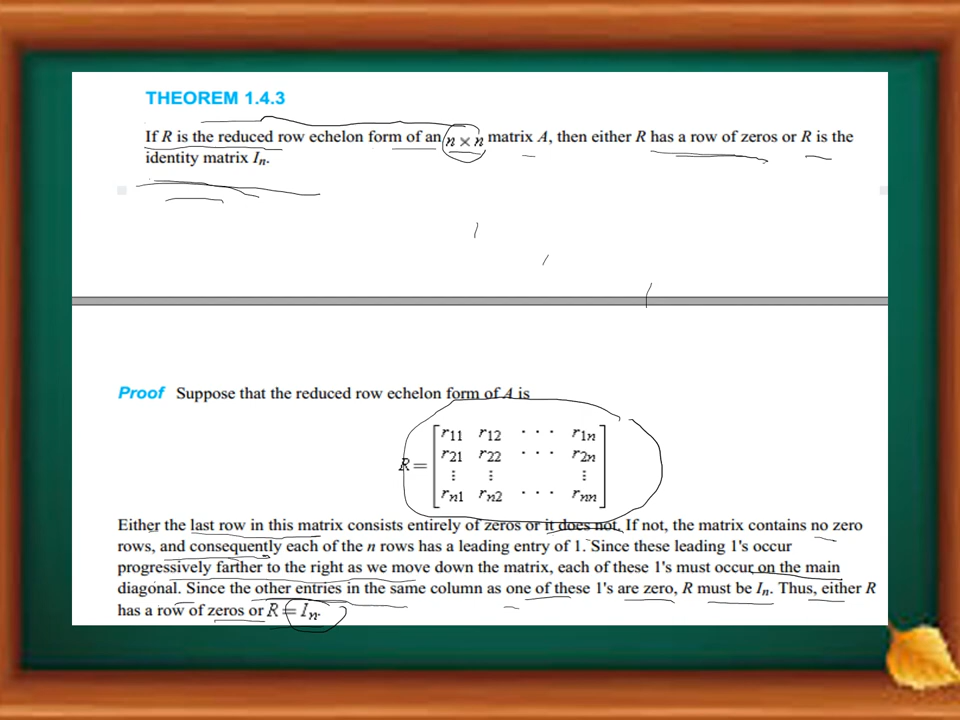 THEOREM 1.4.3
If R is the reduced row echelon form of an n × n matrix A, then either R has a row of zeros or R is the
identity matrix Iₙ.
Proof Suppose that the reduced row echelon form of A is
r₁₁ r₁₂ · · · r₁ₙ
R = r₂₁ r₂₂ · · · r₂ₙ
⋮ ⋮ ⋮
rₙ₁ rₙ₂ · · · rₙₙ
Either the last row in this matrix consists entirely of zeros or it does not. If not, the matrix contains no zero
rows, and consequently each of the n rows has a leading entry of 1. Since these leading 1's occur
progressively farther to the right as we move down the matrix, each of these 1's must occur on the main
diagonal. Since the other entries in the same column as one of these 1's are zero, R must be Iₙ. Thus, either R
has a row of zeros or R = Iₙ.